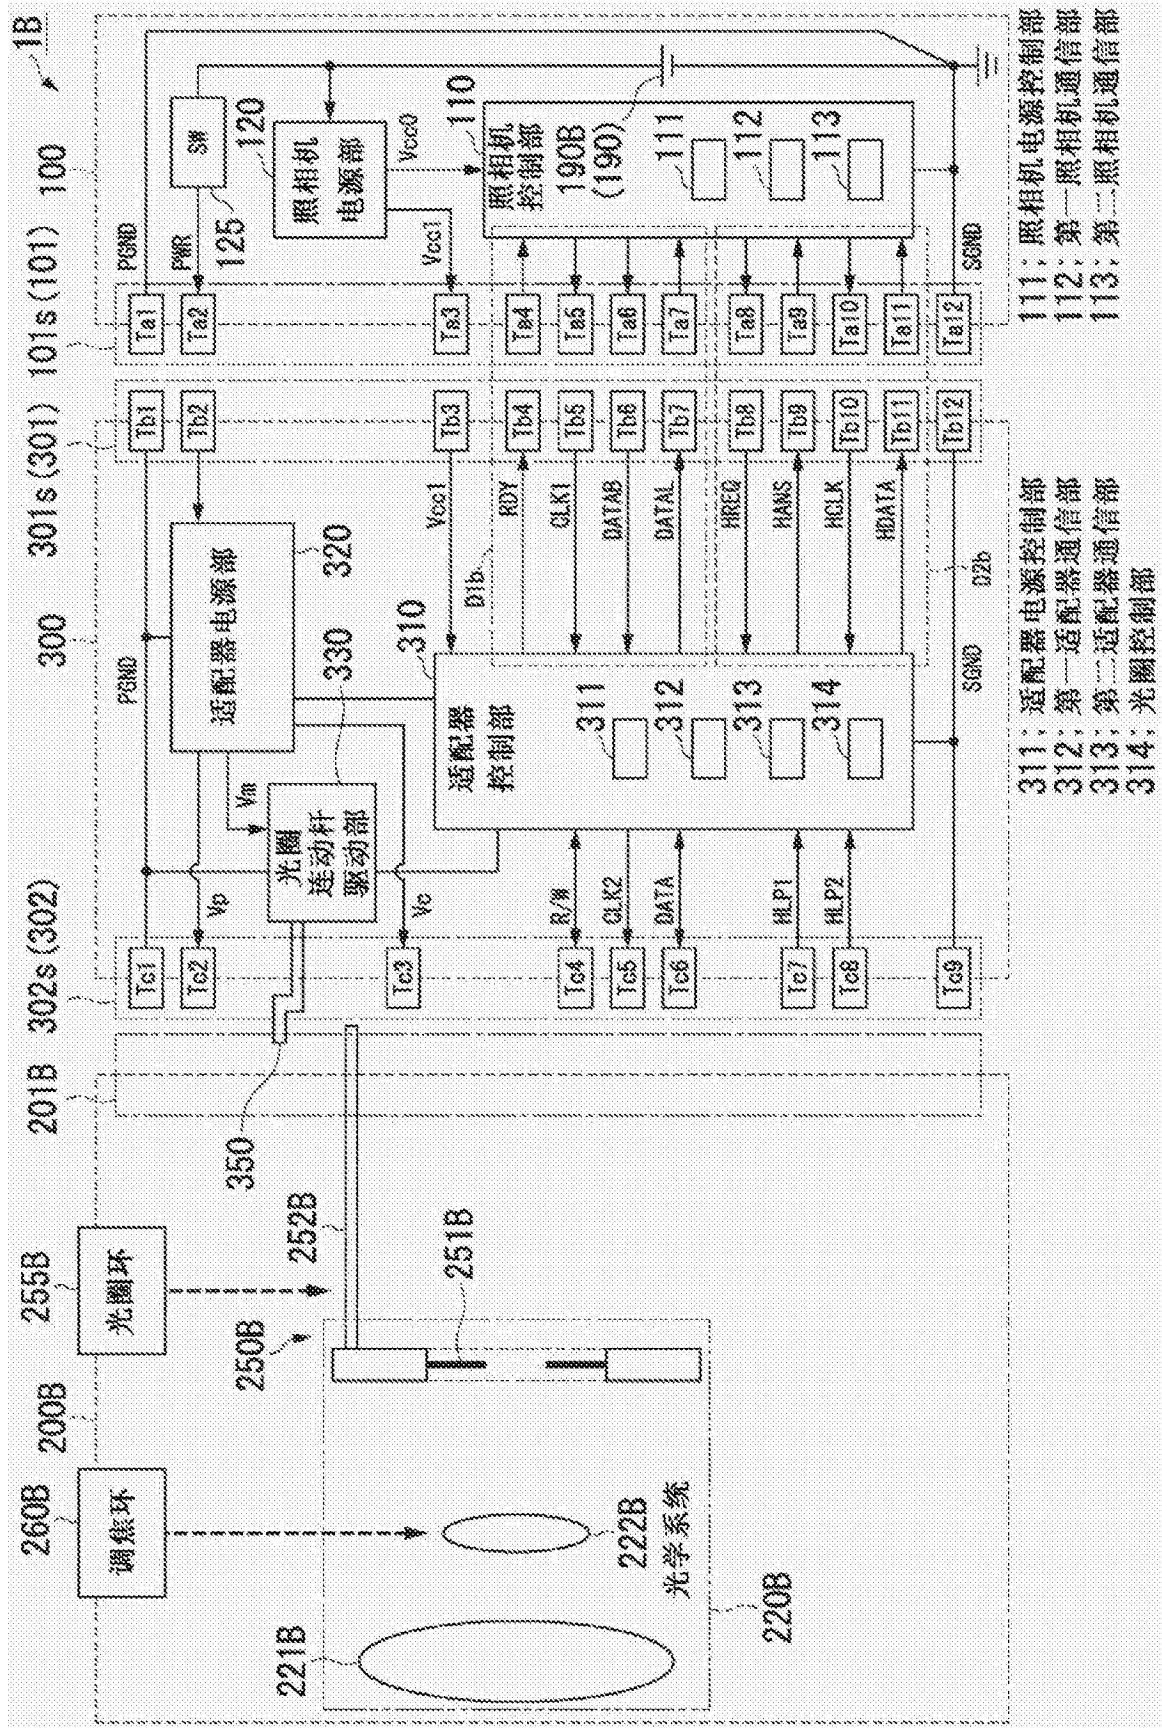 1B
260B
200B
255B
201B
302s(302)
300
301s(301)
101s(101)
100
调焦环
光圈环
PGND
PGND
Tc1
Tb1
Ta1
Tc2
Vp
Tb2
Ta2
PWR
SW
125
250B
350
Vm
适配器电源部
320
120
221B
252B
光圈
连动杆
驱动部
330
照相机
电源部
Tc3
Vc
310
Vcc1
Tb3
Ta3
Vcc1
Vcc0
110
251B
适配器
控制部
D1b
RDY
Tb4
Ta4
照相机
控制部
190B
(190)
Tc4
R/W
CLK1
Tb5
Ta5
222B
Tc5
CLK2
311
DATAB
Tb6
Ta6
光学系统
Tc6
DATA
312
DATAL
Tb7
Ta7
111
220B
313
HREQ
Tb8
Ta8
112
Tc7
HLP1
314
HANS
Tb9
Ta9
113
Tc8
HLP2
HCLK
Tb10
Ta10
HDATA
Tb11
Ta11
Tc9
SGND
Tb12
Ta12
SGND
D2b
311;适配器电源控制部
312;第一适配器通信部
313;第二适配器通信部
314;光圈控制部
111;照相机电源控制部
112;第一照相机通信部
113;第二照相机通信部